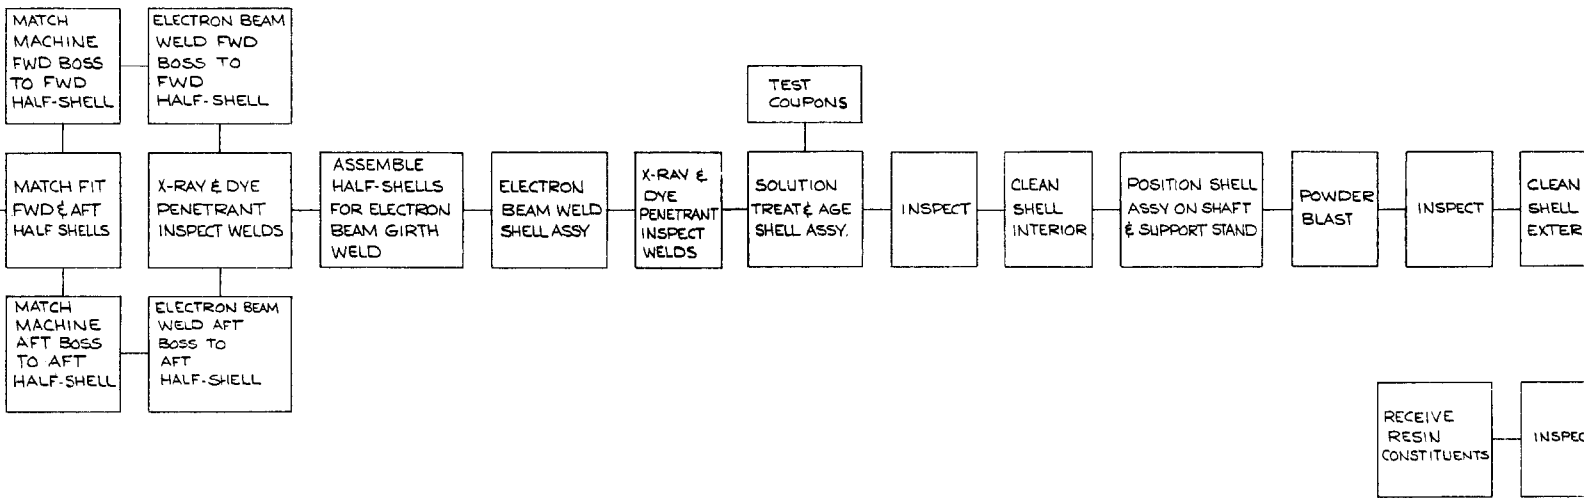 MATCH
MACHINE
FWD BOSS
TO FWD
HALF-SHELL
ELECTRON BEAM
WELD FWD
BOSS TO
FWD
HALF-SHELL
TEST
COUPONS
MATCH FIT
FWD & AFT
HALF SHELLS
X-RAY & DYE
PENETRANT
INSPECT WELDS
ASSEMBLE
HALF-SHELLS
FOR ELECTRON
BEAM GIRTH
WELD
ELECTRON
BEAM WELD
SHELL ASSY
X-RAY &
DYE
PENETRANT
INSPECT
WELDS
SOLUTION
TREAT & AGE
SHELL ASSY.
INSPECT
CLEAN
SHELL
INTERIOR
POSITION SHELL
ASSY ON SHAFT
& SUPPORT STAND
POWDER
BLAST
INSPECT
CLEAN
SHELL
EXTER
MATCH
MACHINE
AFT BOSS
TO AFT
HALF-SHELL
ELECTRON BEAM
WELD AFT
BOSS TO
AFT
HALF-SHELL
RECEIVE
RESIN
CONSTITUENTS
INSPEC